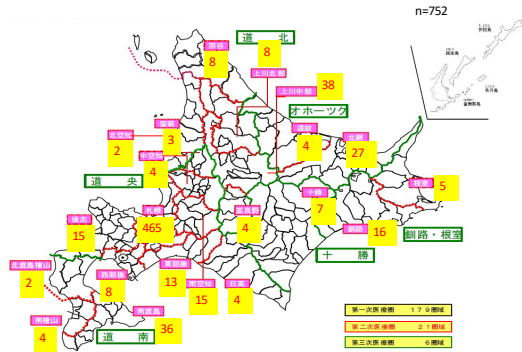 n=752
道 北
宗谷
8
8
上川北部
上川中部
38
オホーツク
留萌
3
北空知
2
中空知
4
遠紋
4
北網
27
道 央
根室
5
後志
15
札幌
465
富良野
4
十勝
7
釧路
16
釧路・根室
十 勝
北渡島檜山
2
西胆振
8
東胆振
13
南空知
15
日高
4
南渡島
36
南檜山
4
道 南
第一次医療圏 179圏域
第二次医療圏 21圏域
第三次医療圏 6圏域